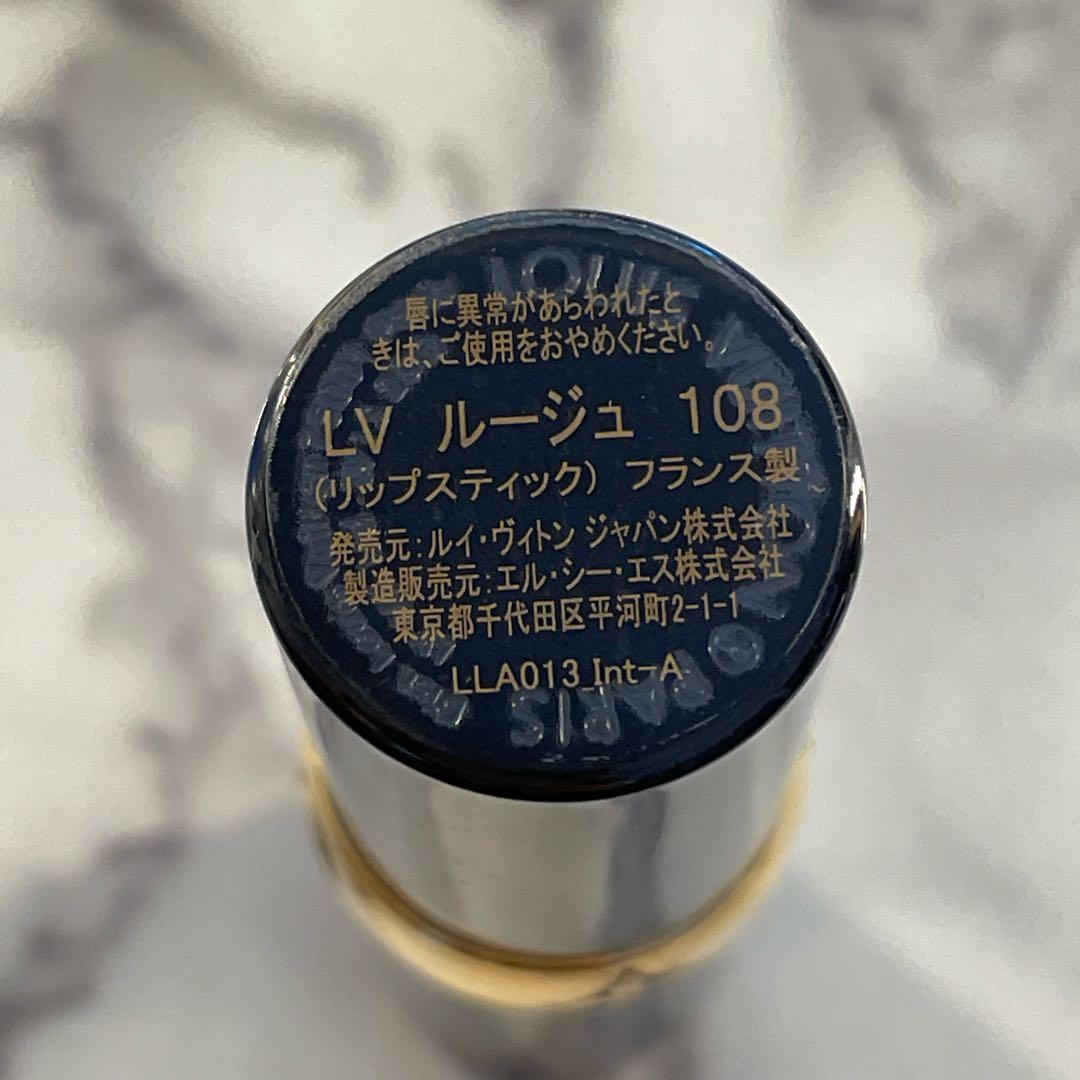 唇に異常があらわれたと
きは、ご使用をおやめください。
LV ルージュ 108
(リップスティック) フランス製
発売元:ルイ・ヴィトン ジャパン株式会社
製造販売元:エル・シー・エス株式会社
東京都千代田区平河町2-1-1
LLA013_Int-A
LOUIS
PARIS